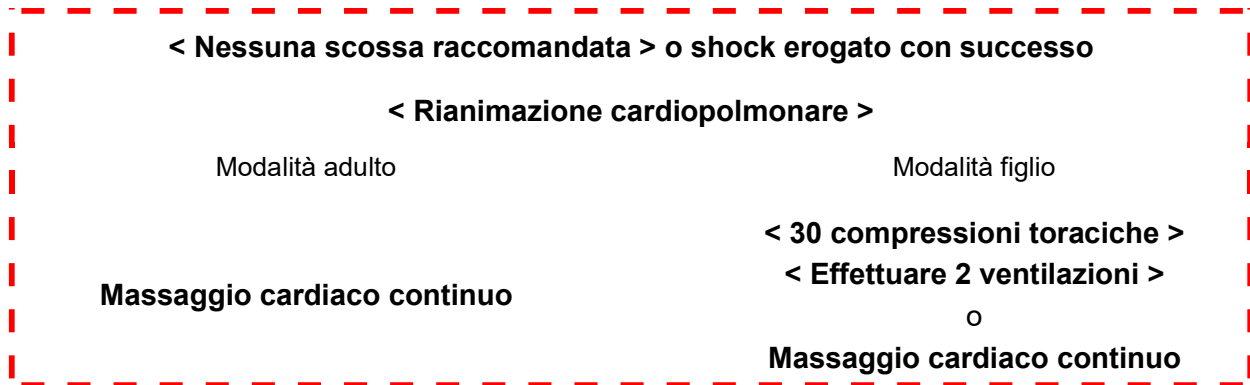 < Nessuna scossa raccomandata > o shock erogato con successo
< Rianimazione cardiopolmonare >
Modalità adulto
Modalità figlio
Massaggio cardiaco continuo
< 30 compressioni toraciche >
< Effettuare 2 ventilazioni >
o
Massaggio cardiaco continuo